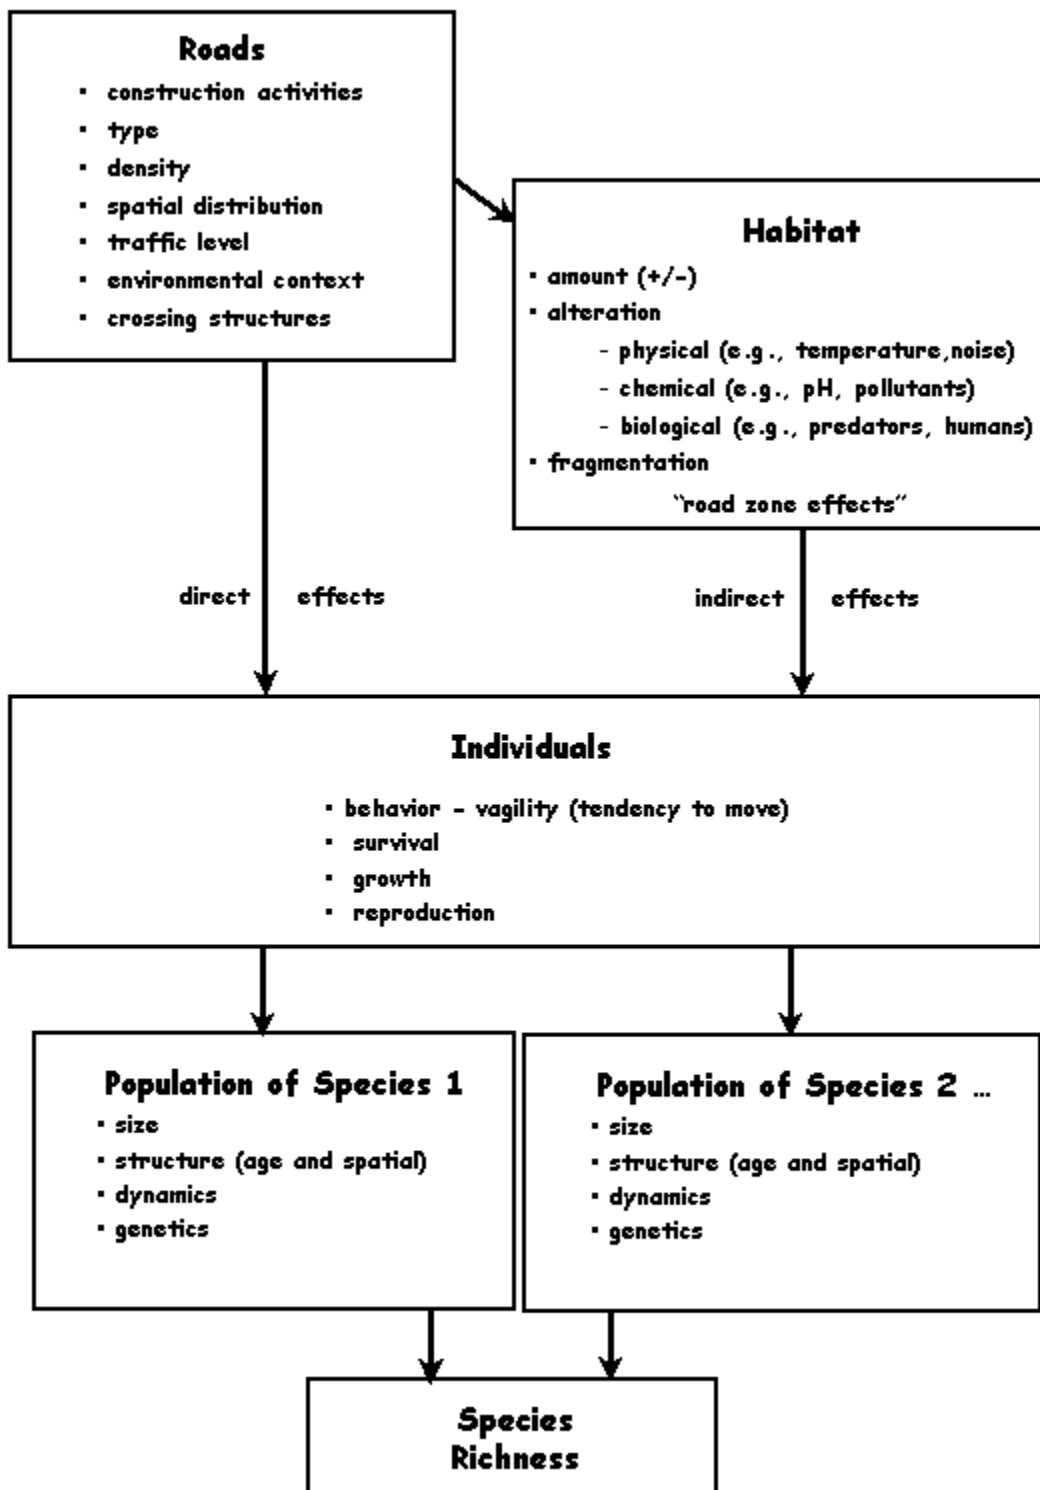 Roads
▪ construction activities
▪ type
▪ density
▪ spatial distribution
▪ traffic level
▪ environmental context
▪ crossing structures
Habitat
▪ amount (+/-)
▪ alteration
- physical (e.g., temperature,noise)
- chemical (e.g., pH, pollutants)
- biological (e.g., predators, humans)
▪ fragmentation
“road zone effects”
direct effects
indirect effects
Individuals
▪ behavior - vagility (tendency to move)
▪ survival
▪ growth
▪ reproduction
Population of Species 1
▪ size
▪ structure (age and spatial)
▪ dynamics
▪ genetics
Population of Species 2 ...
▪ size
▪ structure (age and spatial)
▪ dynamics
▪ genetics
Species
Richness